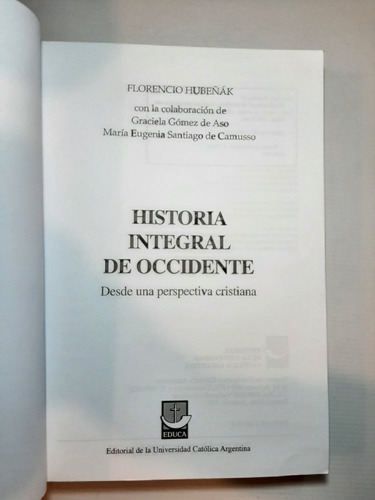 FLORENCIO HUBEÑÁK
con la colaboración de
Graciela Gómez de Aso
María Eugenia Santiago de Camusso
HISTORIA
INTEGRAL
DE OCCIDENTE
Desde una perspectiva cristiana
EDUCA
Editorial de la Universidad Católica Argentina